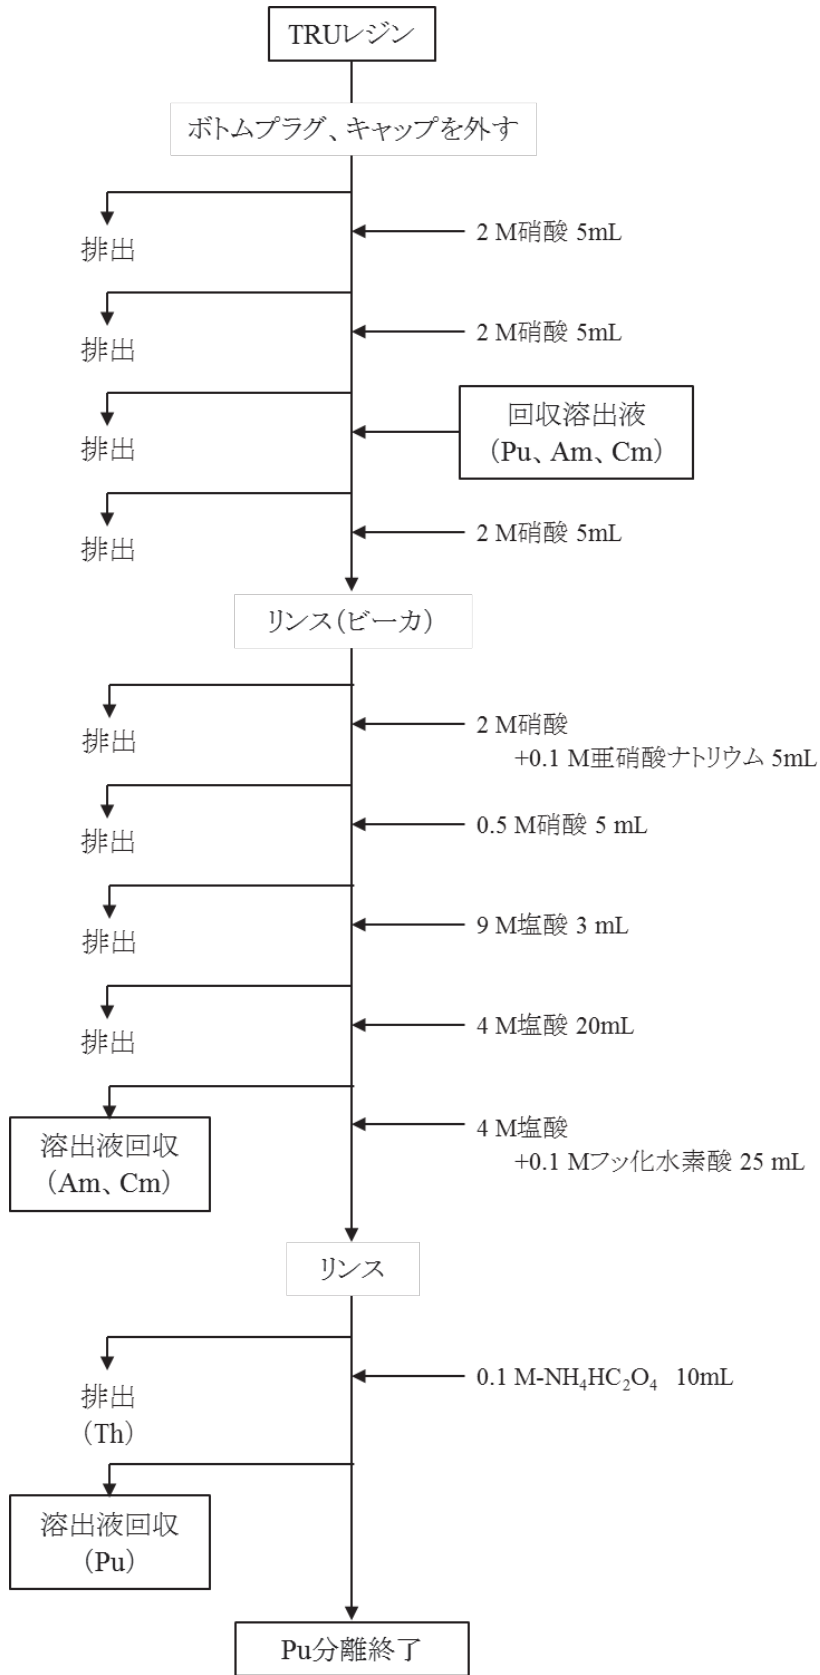 TRUレジン
ボトムプラグ、キャップを外す
排出
2 M硝酸 5mL
排出
2 M硝酸 5mL
排出
回収溶出液
（Pu、Am、Cm）
排出
2 M硝酸 5mL
リンス（ビーカ）
排出
2 M硝酸
+0.1 M亜硝酸ナトリウム 5mL
排出
0.5 M硝酸 5 mL
排出
9 M塩酸 3 mL
排出
4 M塩酸 20mL
溶出液回収
（Am、Cm）
4 M塩酸
+0.1 Mフッ化水素酸 25 mL
リンス
排出
（Th）
0.1 M-NH₄HC₂O₄ 10mL
溶出液回収
（Pu）
Pu分離終了